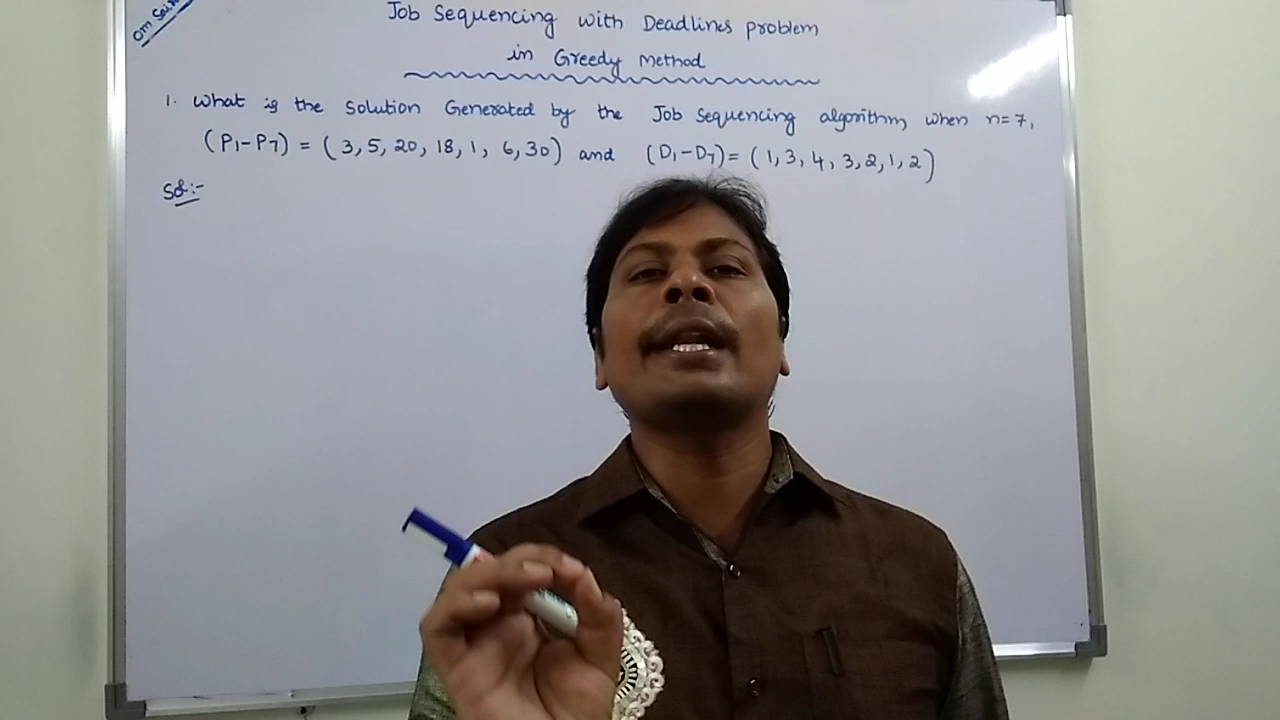 Om Sai
Job Sequencing with Deadlines problem
in Greedy Method
1. What is the Solution Generated by the Job Sequencing algorithm, when n=7,
(P1-P7) = (3, 5, 20, 18, 1, 6, 30) and (D1-D7) = (1, 3, 4, 3, 2, 1, 2)
Sol:-